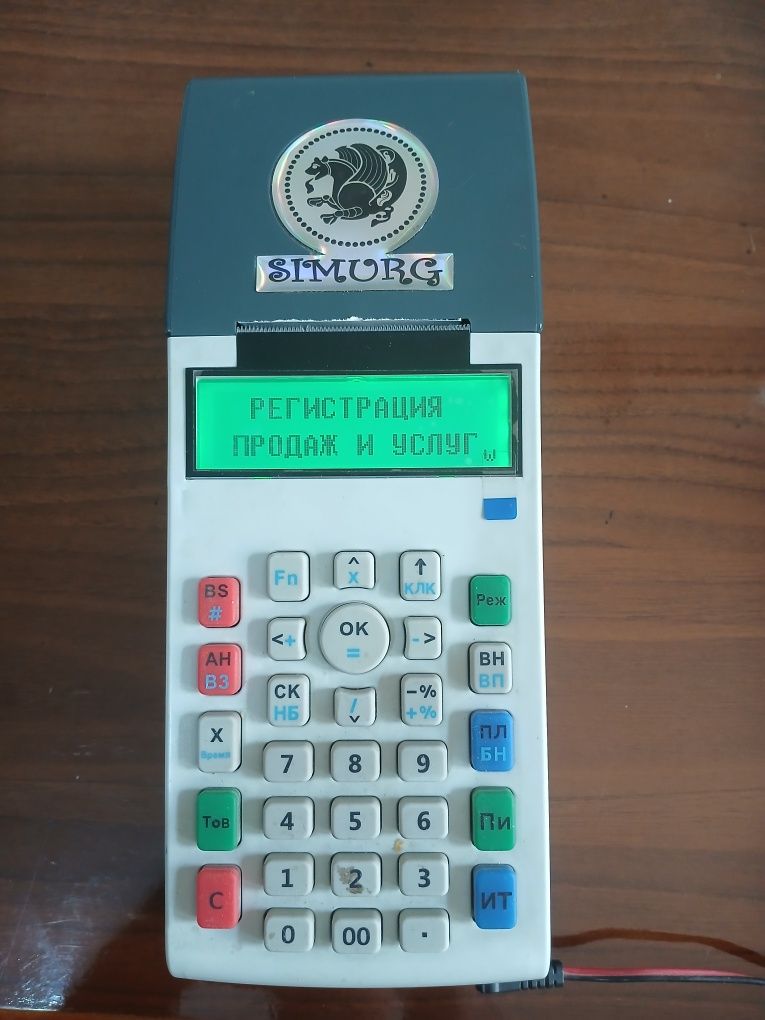 SIMURG
РЕГИСТРАЦИЯ
ПРОДАЖ И УСЛУГ
BS
#
Fn
^
X
↑
КЛК
Реж
<+
OK
=
->
АН
ВЗ
СК
НБ
/
-%
+%
ВН
ВП
X
Время
7
8
9
ПЛ
БН
Тов
4
5
6
Пи
С
1
2
3
ИТ
0
00
.